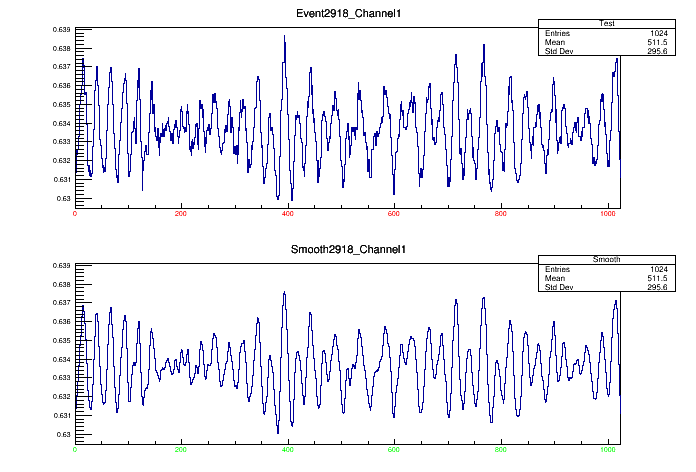 Event2918_Channel1
Test
Entries 1024
Mean 511.5
Std Dev 295.6
0.639
0.638
0.637
0.636
0.635
0.634
0.633
0.632
0.631
0.63
0 200 400 600 800 1000
Smooth2918_Channel1
Smooth
Entries 1024
Mean 511.5
Std Dev 295.6
0.639
0.638
0.637
0.636
0.635
0.634
0.633
0.632
0.631
0.63
0 200 400 600 800 1000